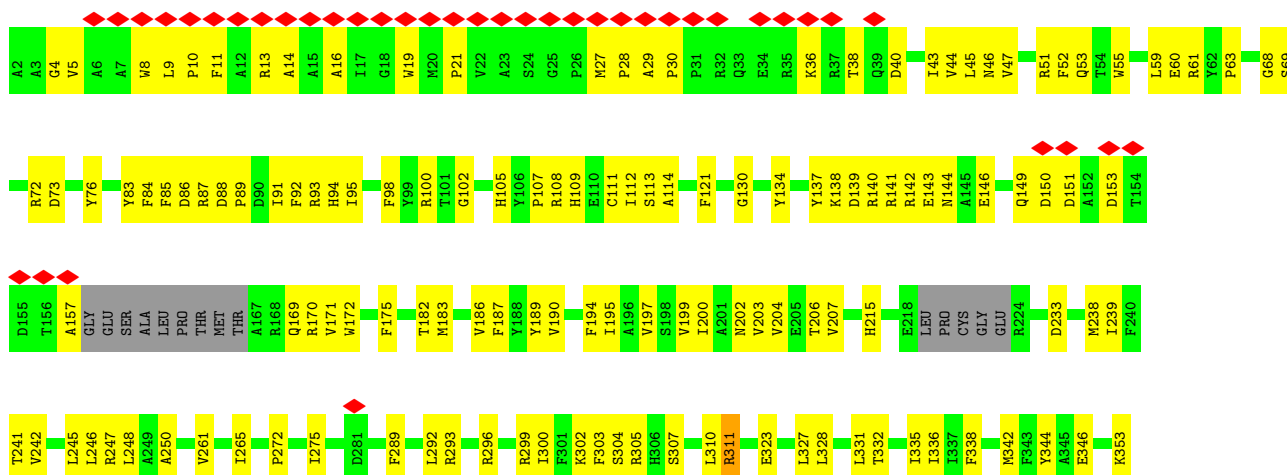 A2 A3 G4 V5 A6 A7 W8 L9 P10 F11 A12 R13 A14 A15 A16 I17 G18 W19 M20 P21 V22 A23 S24 G25 P26 M27 P28 A29 P30 P31 R32 Q33 E34 R35 K36 R37 T38 Q39 D40 I43 V44 L45 N46 V47 R51 F52 Q53 T54 W55 L59 E60 R61 Y62 P63 G68
R72 D73 Y76 Y83 F84 F85 D86 R87 D88 P89 D90 I91 F92 R93 H94 I95 F98 Y99 R100 T101 G102 H105 Y106 P107 R108 H109 E110 C111 I112 S113 A114 F121 G130 Y134 Y137 K138 D139 R140 R141 R142 E143 N144 A145 E146 Q149 D150 D151 A152 D153 T154
D155 T156 A157 GLY GLU SER ALA LEU PRO THR MET THR A167 R168 Q169 R170 V171 W172 F175 T182 M183 V186 F187 Y188 Y189 V190 F194 I195 A196 V197 S198 V199 I200 A201 N202 V203 V204 E205 T206 V207 H215 E218 LEU PRO CYS GLY GLU R224 D233 M238 I239 F240
T241 V242 L245 L246 R247 L248 A249 A250 V261 I265 P272 I275 D281 F289 L292 R293 R296 R299 I300 F301 K302 F303 S304 R305 H306 S307 L310 R311 E323 L327 L328 L331 T332 I335 I336 I337 F338 M342 F343 Y344 A345 E346 K353